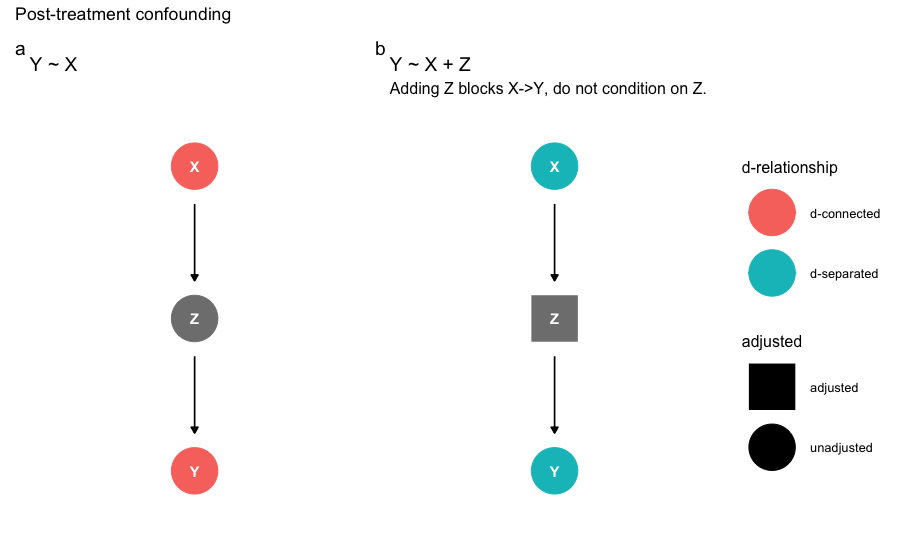 Post-treatment confounding
a
Y ~ X
b
Y ~ X + Z
Adding Z blocks X->Y, do not condition on Z.
X
Z
Y
X
Z
Y
d-relationship
d-connected
d-separated
adjusted
adjusted
unadjusted